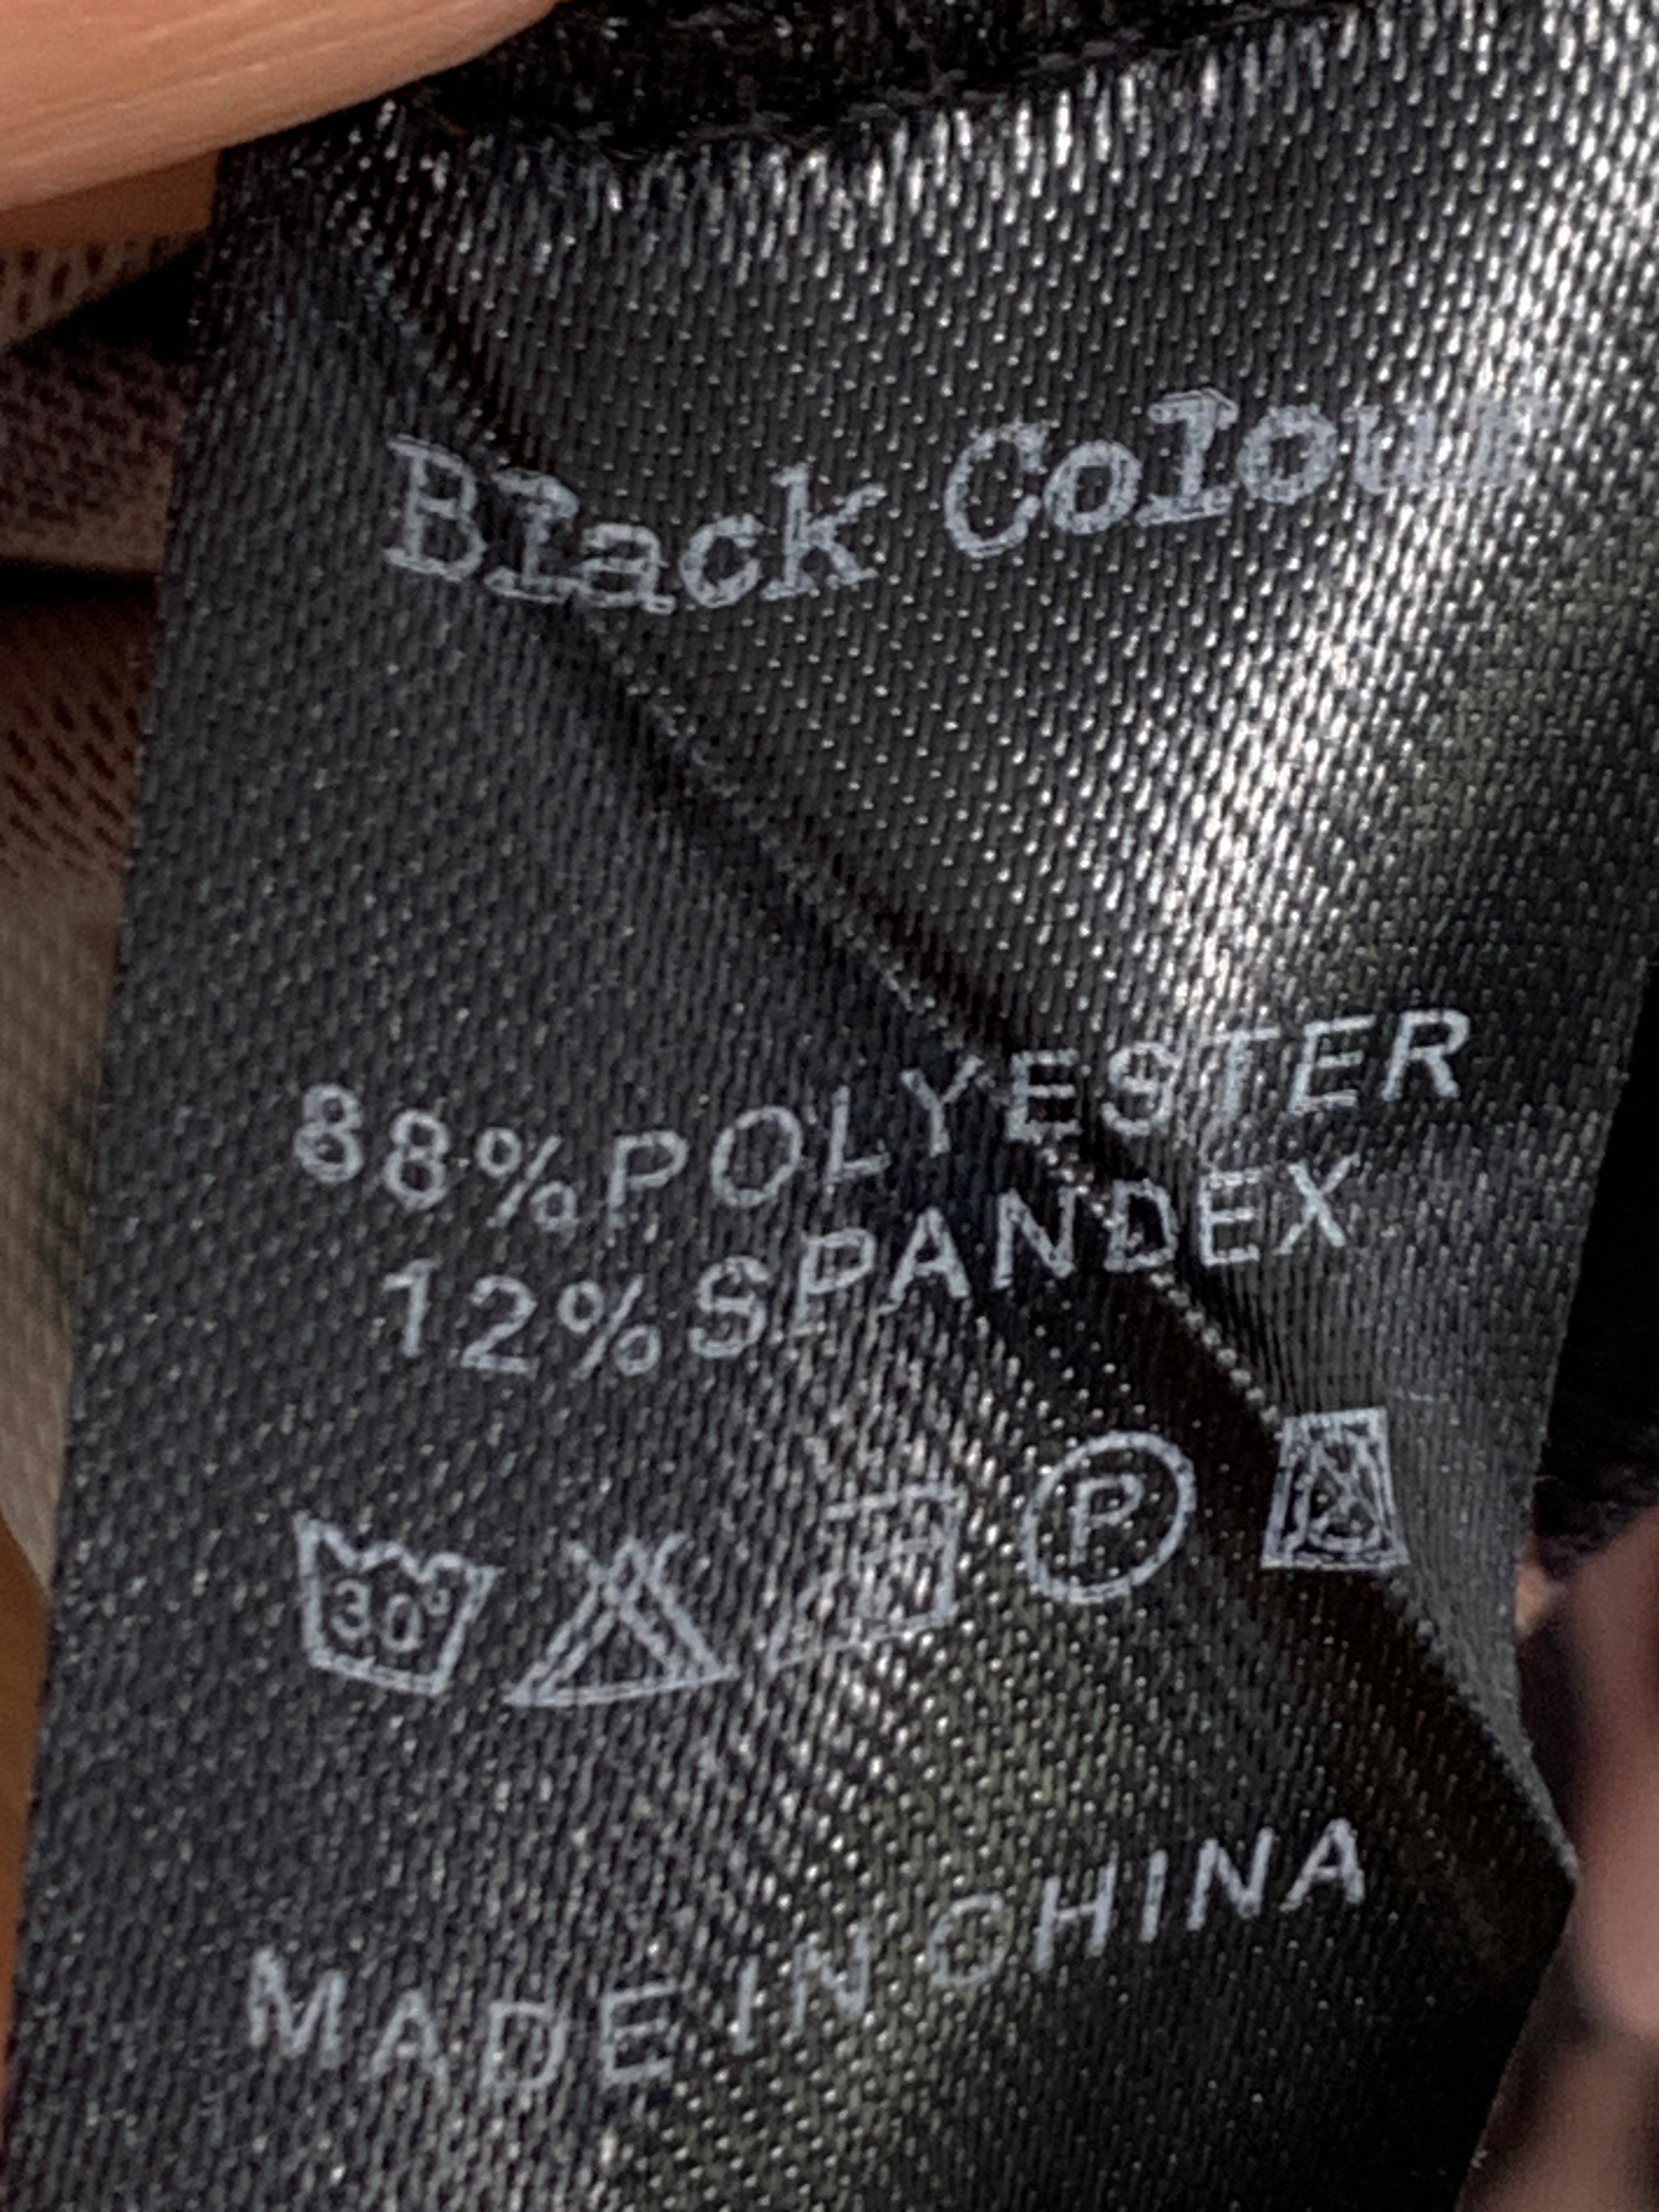 Black Colour
88%POLYESTER
12%SPANDEX
30°
P
MADE IN CHINA